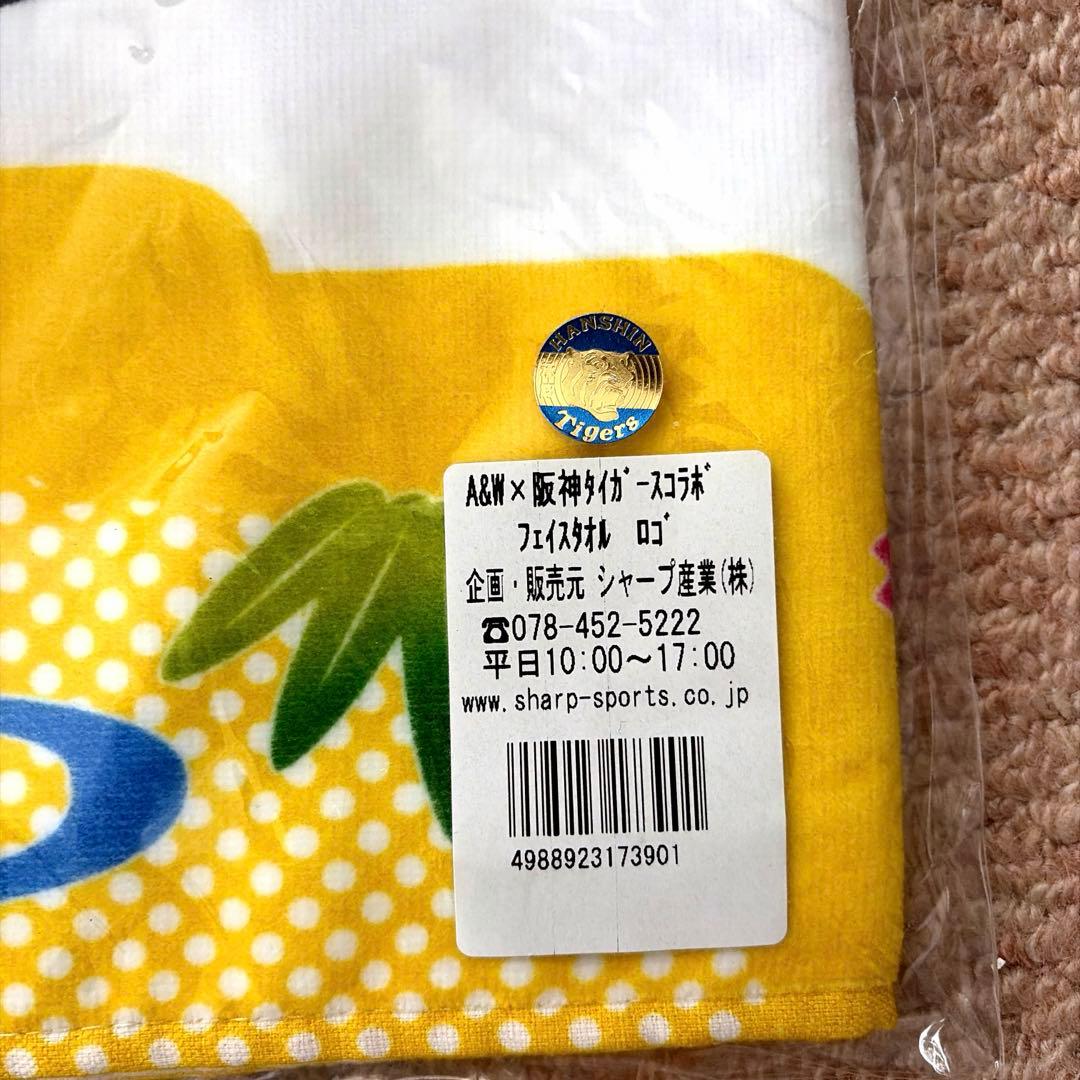 HANSHIN
Tigers
A&W×阪神ﾀｲｶﾞｰｽｺﾗﾎﾞ
ﾌｪｲｽﾀｵﾙ ﾛｺﾞ
企画・販売元 シャープ産業(株)
☎078-452-5222
平日10:00～17:00
www.sharp-sports.co.jp
4988923173901